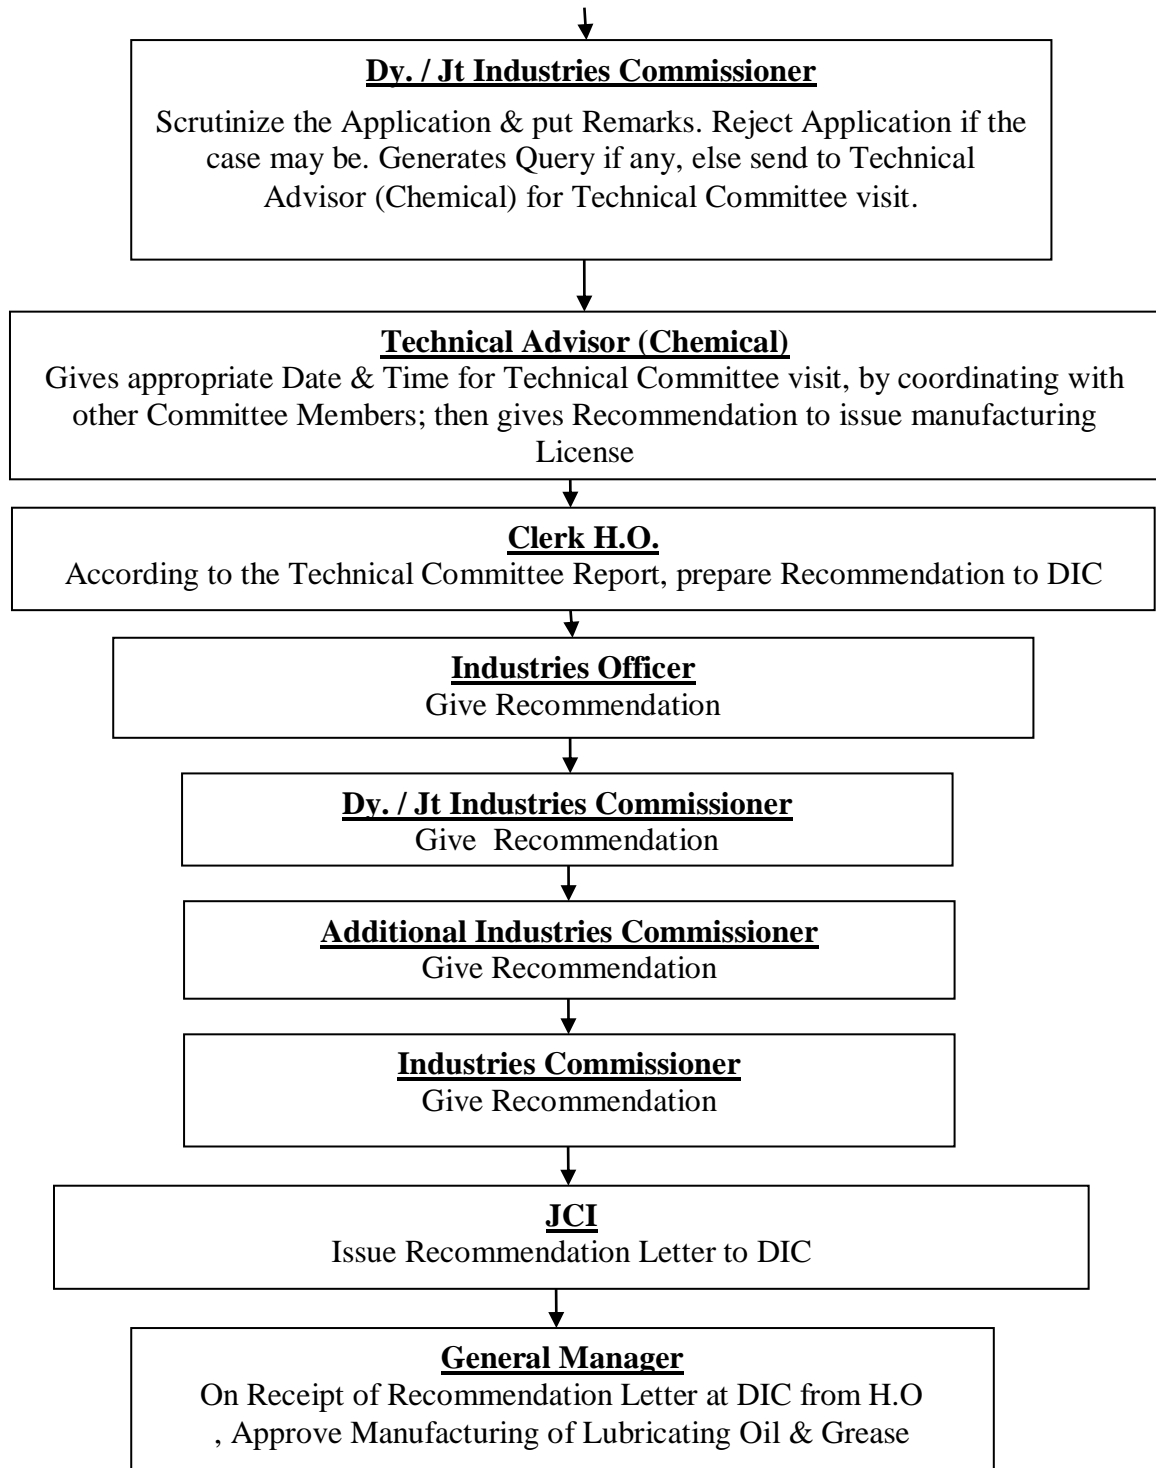 Dy. / Jt Industries Commissioner
Scrutinize the Application & put Remarks. Reject Application if the
case may be. Generates Query if any, else send to Technical
Advisor (Chemical) for Technical Committee visit.
Technical Advisor (Chemical)
Gives appropriate Date & Time for Technical Committee visit, by coordinating with
other Committee Members; then gives Recommendation to issue manufacturing
License
Clerk H.O.
According to the Technical Committee Report, prepare Recommendation to DIC
Industries Officer
Give Recommendation
Dy. / Jt Industries Commissioner
Give Recommendation
Additional Industries Commissioner
Give Recommendation
Industries Commissioner
Give Recommendation
JCI
Issue Recommendation Letter to DIC
General Manager
On Receipt of Recommendation Letter at DIC from H.O
, Approve Manufacturing of Lubricating Oil & Grease